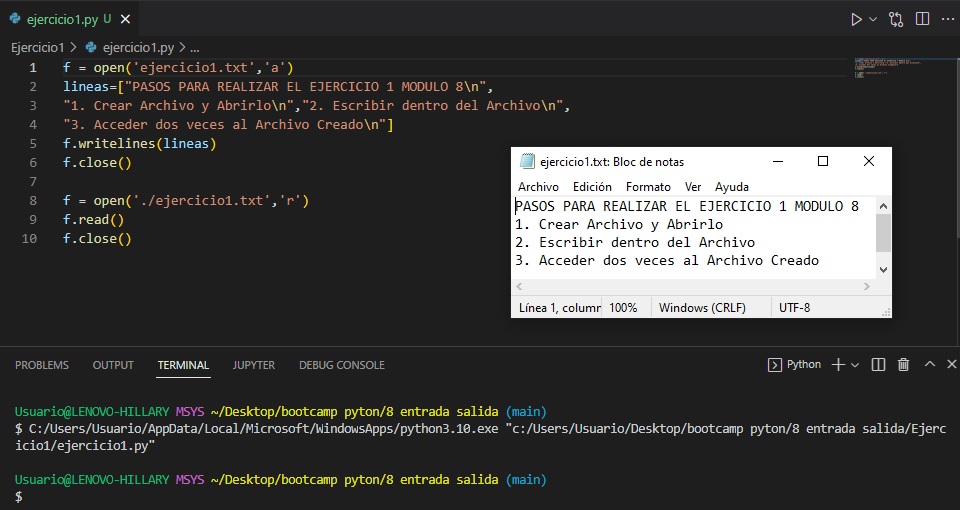 ejercicio1.py U
Ejercicio1 > ejercicio1.py > ...
1 f = open('ejercicio1.txt','a')
2 lineas=["PASOS PARA REALIZAR EL EJERCICIO 1 MODULO 8\n",
3 "1. Crear Archivo y Abrirlo\n","2. Escribir dentro del Archivo\n",
4 "3. Acceder dos veces al Archivo Creado\n"]
5 f.writelines(lineas)
6 f.close()
7
8 f = open('./ejercicio1.txt','r')
9 f.read()
10 f.close()
ejercicio1.txt: Bloc de notas
Archivo Edición Formato Ver Ayuda
PASOS PARA REALIZAR EL EJERCICIO 1 MODULO 8
1. Crear Archivo y Abrirlo
2. Escribir dentro del Archivo
3. Acceder dos veces al Archivo Creado
Línea 1, column 100% Windows (CRLF) UTF-8
PROBLEMS OUTPUT TERMINAL JUPYTER DEBUG CONSOLE Python
Usuario@LENOVO-HILLARY MSYS ~/Desktop/bootcamp pyton/8 entrada salida (main)
$ C:/Users/Usuario/AppData/Local/Microsoft/WindowsApps/python3.10.exe "c:/Users/Usuario/Desktop/bootcamp pyton/8 entrada salida/Ejerc
icio1/ejercicio1.py"
Usuario@LENOVO-HILLARY MSYS ~/Desktop/bootcamp pyton/8 entrada salida (main)
$